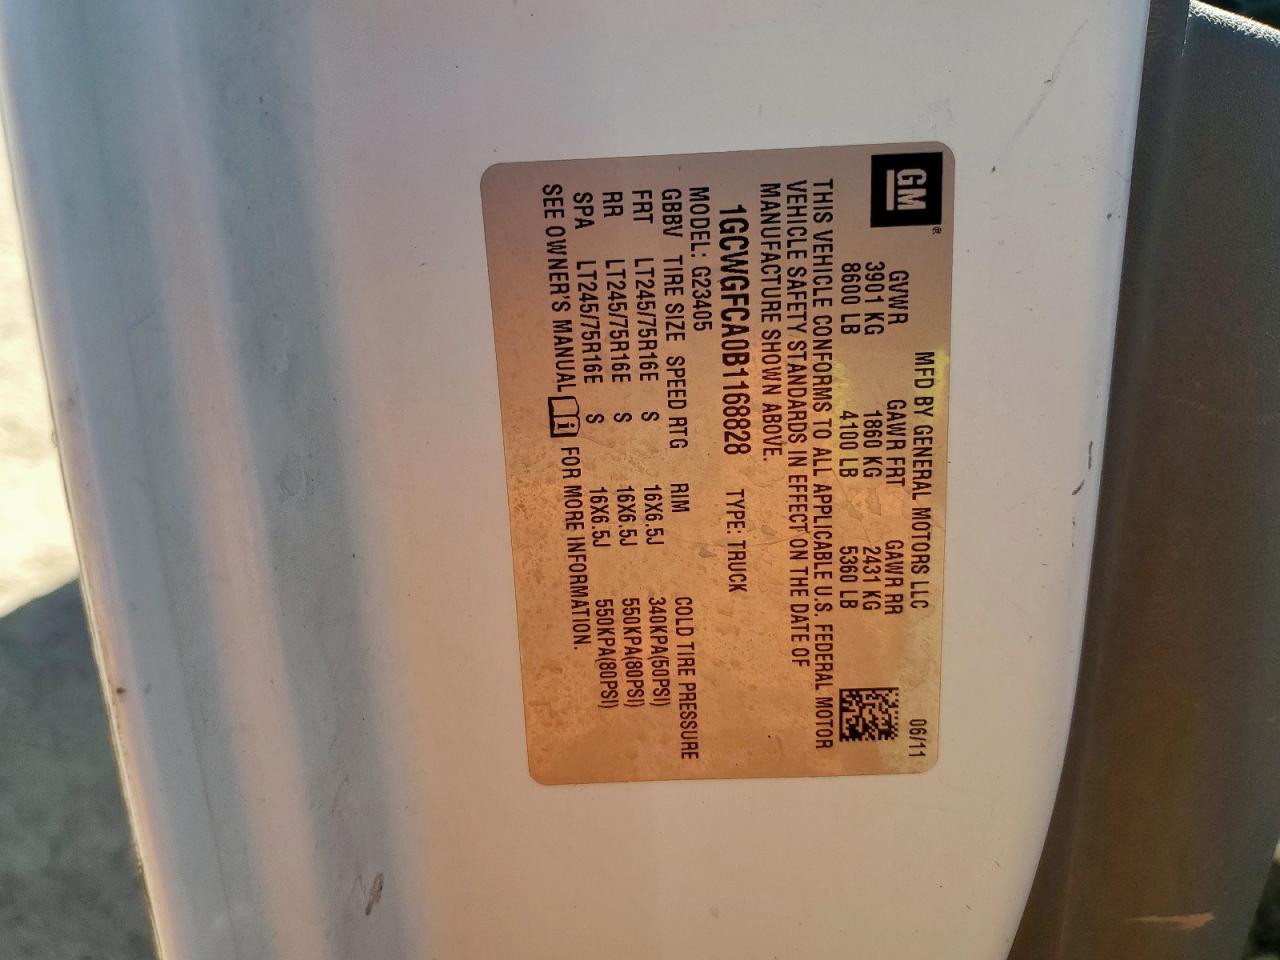 GM®
MFD BY GENERAL MOTORS LLC 06/11
GVWR GAWR FRT GAWR RR
3901 KG 1860 KG 2431 KG
8600 LB 4100 LB 5360 LB
THIS VEHICLE CONFORMS TO ALL APPLICABLE U.S. FEDERAL MOTOR
VEHICLE SAFETY STANDARDS IN EFFECT ON THE DATE OF
MANUFACTURE SHOWN ABOVE.
1GCWGFCA0B1168828 TYPE: TRUCK
MODEL: G23405
GBBV TIRE SIZE SPEED RTG RIM COLD TIRE PRESSURE
FRT LT245/75R16E S 16X6.5J 340KPA(50PSI)
RR LT245/75R16E S 16X6.5J 550KPA(80PSI)
SPA LT245/75R16E S 16X6.5J 550KPA(80PSI)
SEE OWNER'S MANUAL i FOR MORE INFORMATION.